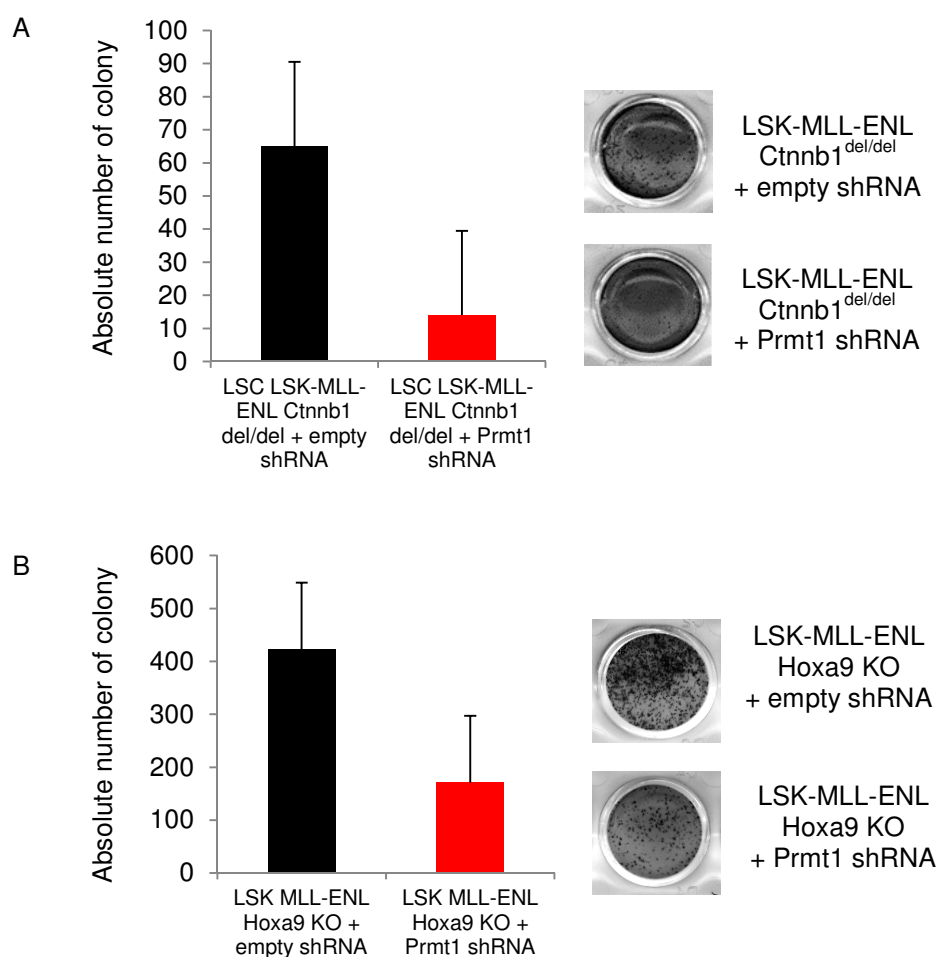 A
Absolute number of colony
100
90
80
70
60
50
40
30
20
10
0
LSC LSK-MLL-
ENL Ctnnb1
del/del + empty
shRNA
LSC LSK-MLL-
ENL Ctnnb1
del/del + Prmt1
shRNA
LSK-MLL-ENL
Ctnnb1del/del
+ empty shRNA
LSK-MLL-ENL
Ctnnb1del/del
+ Prmt1 shRNA
B
Absolute number of colony
600
500
400
300
200
100
0
LSK MLL-ENL
Hoxa9 KO +
empty shRNA
LSK MLL-ENL
Hoxa9 KO +
Prmt1 shRNA
LSK-MLL-ENL
Hoxa9 KO
+ empty shRNA
LSK-MLL-ENL
Hoxa9 KO
+ Prmt1 shRNA